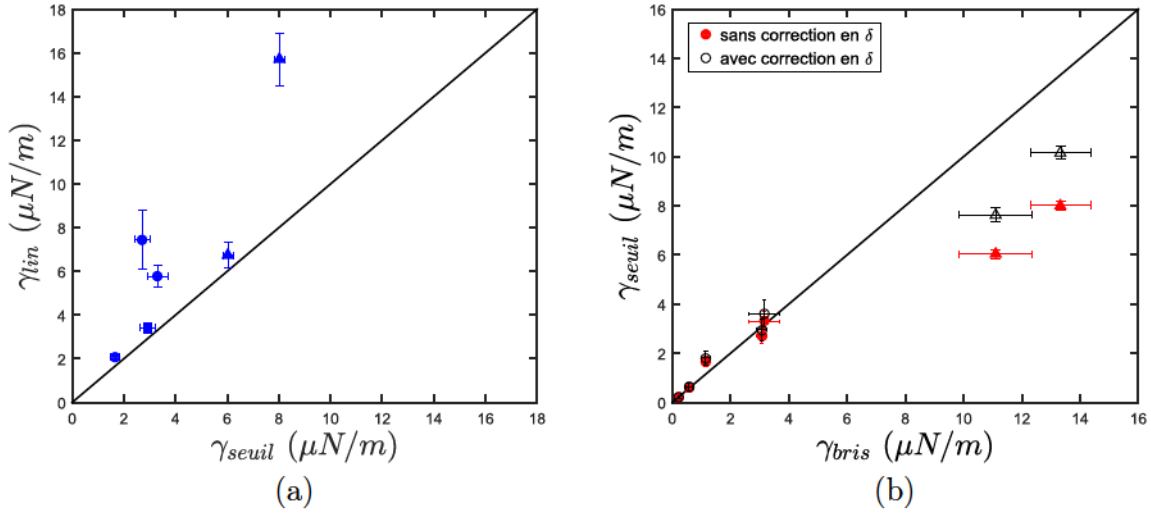 18
16
14
12
10
8
6
4
2
0
γlin (μN/m)
0 2 4 6 8 10 12 14 16 18
γseuil (μN/m)
(a)
16
14
12
10
8
6
4
2
0
γseuil (μN/m)
sans correction en δ
avec correction en δ
0 2 4 6 8 10 12 14 16
γbris (μN/m)
(b)